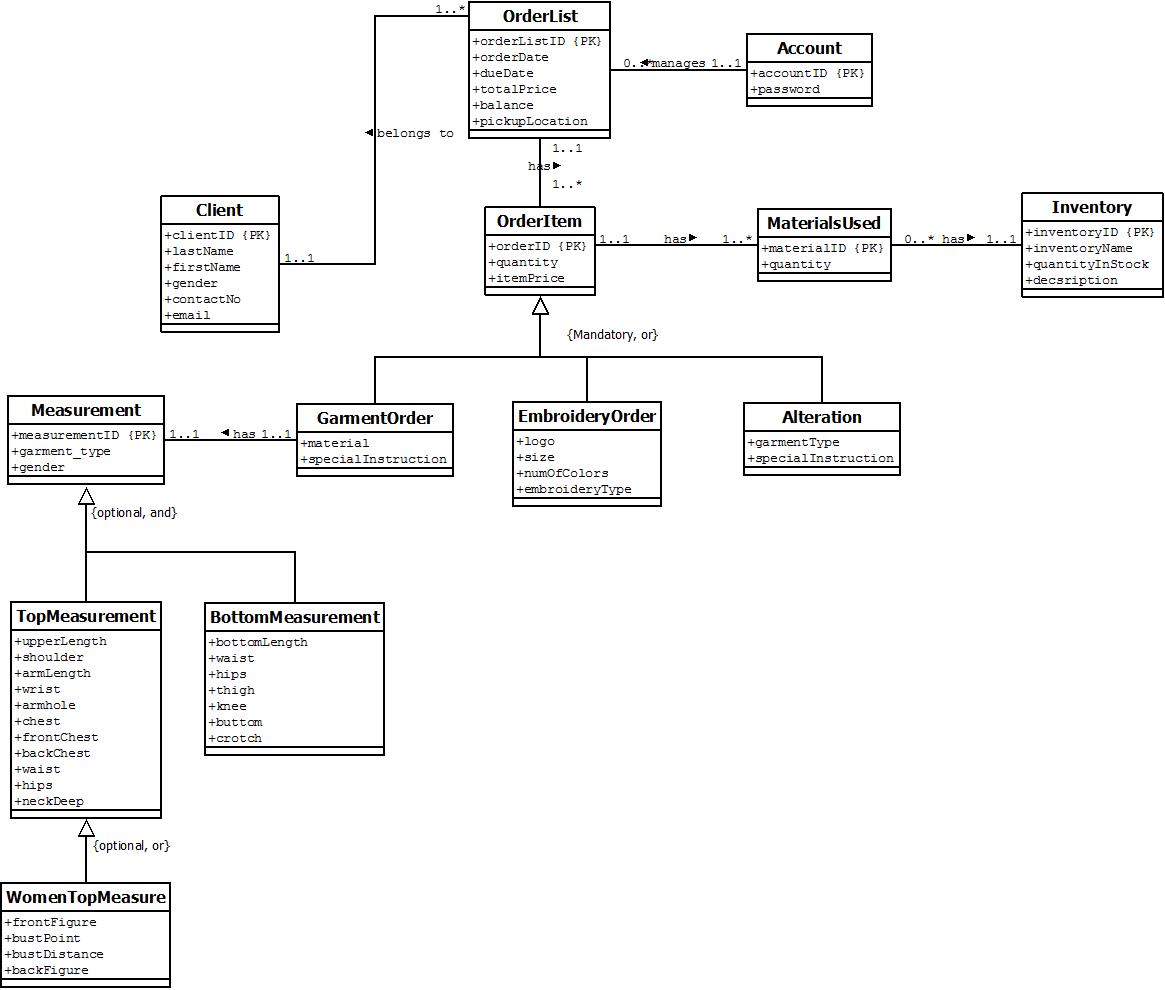 OrderList
+orderListID {PK}
+orderDate
+dueDate
+totalPrice
+balance
+pickupLocation
1..*
Account
+accountID {PK}
+password
0..*
manages
1..1
belongs to
1..1
has
1..*
Client
+clientID {PK}
+lastName
+firstName
+gender
+contactNo
+email
1..1
OrderItem
+orderID {PK}
+quantity
+itemPrice
1..1
has
1..*
MaterialsUsed
+materialID {PK}
+quantity
0..*
has
1..1
Inventory
+inventoryID {PK}
+inventoryName
+quantityInStock
+decsription
{Mandatory, or}
Measurement
+measurementID {PK}
+garment_type
+gender
1..1
has
1..1
GarmentOrder
+material
+specialInstruction
EmbroideryOrder
+logo
+size
+numOfColors
+embroideryType
Alteration
+garmentType
+specialInstruction
{optional, and}
TopMeasurement
+upperLength
+shoulder
+armLength
+wrist
+armhole
+chest
+frontChest
+backChest
+waist
+hips
+neckDeep
BottomMeasurement
+bottomLength
+waist
+hips
+thigh
+knee
+buttom
+crotch
{optional, or}
WomenTopMeasure
+frontFigure
+bustPoint
+bustDistance
+backFigure